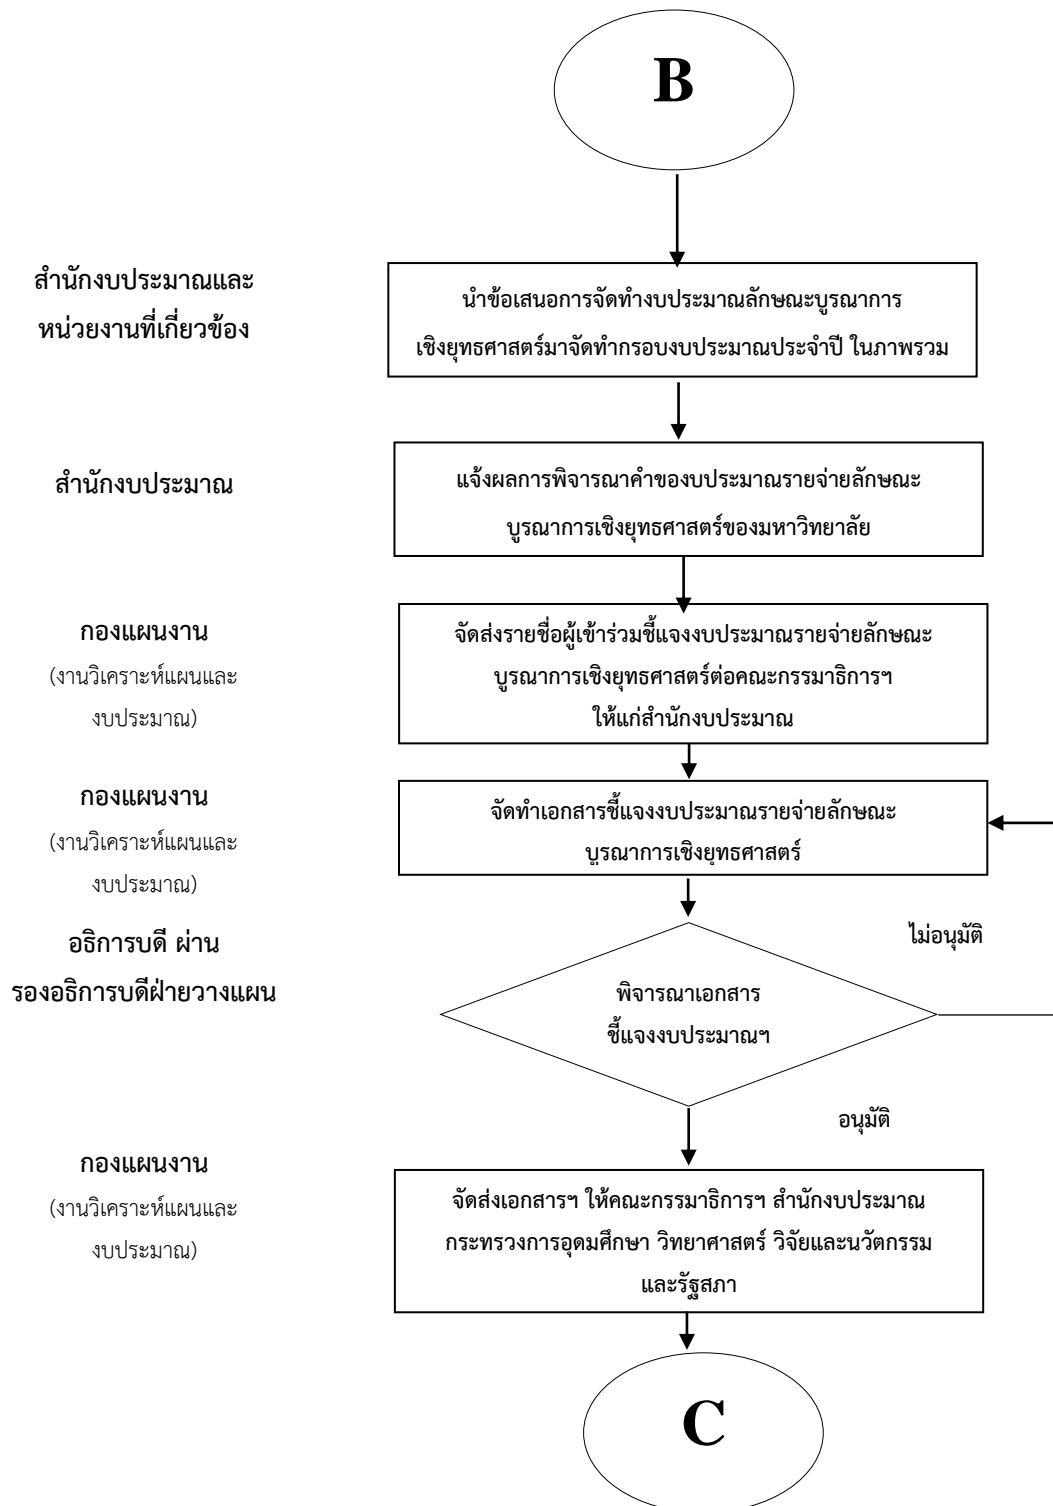 B
สำนักงบประมาณและ
หน่วยงานที่เกี่ยวข้อง
นำข้อเสนอการจัดทำงบประมาณลักษณะบูรณาการ
เชิงยุทธศาสตร์มาจัดทำกรอบงบประมาณประจำปี ในภาพรวม
สำนักงบประมาณ
แจ้งผลการพิจารณาคำของบประมาณรายจ่ายลักษณะ
บูรณาการเชิงยุทธศาสตร์ของมหาวิทยาลัย
กองแผนงาน
(งานวิเคราะห์แผนและ
งบประมาณ)
จัดส่งรายชื่อผู้เข้าร่วมชี้แจงงบประมาณรายจ่ายลักษณะ
บูรณาการเชิงยุทธศาสตร์ต่อคณะกรรมาธิการฯ
ให้แก่สำนักงบประมาณ
กองแผนงาน
(งานวิเคราะห์แผนและ
งบประมาณ)
จัดทำเอกสารชี้แจงงบประมาณรายจ่ายลักษณะ
บูรณาการเชิงยุทธศาสตร์
อธิการบดี ผ่าน
รองอธิการบดีฝ่ายวางแผน
ไม่อนุมัติ
พิจารณาเอกสาร
ชี้แจงงบประมาณฯ
อนุมัติ
กองแผนงาน
(งานวิเคราะห์แผนและ
งบประมาณ)
จัดส่งเอกสารฯ ให้คณะกรรมาธิการฯ สำนักงบประมาณ
กระทรวงการอุดมศึกษา วิทยาศาสตร์ วิจัยและนวัตกรรม
และรัฐสภา
C